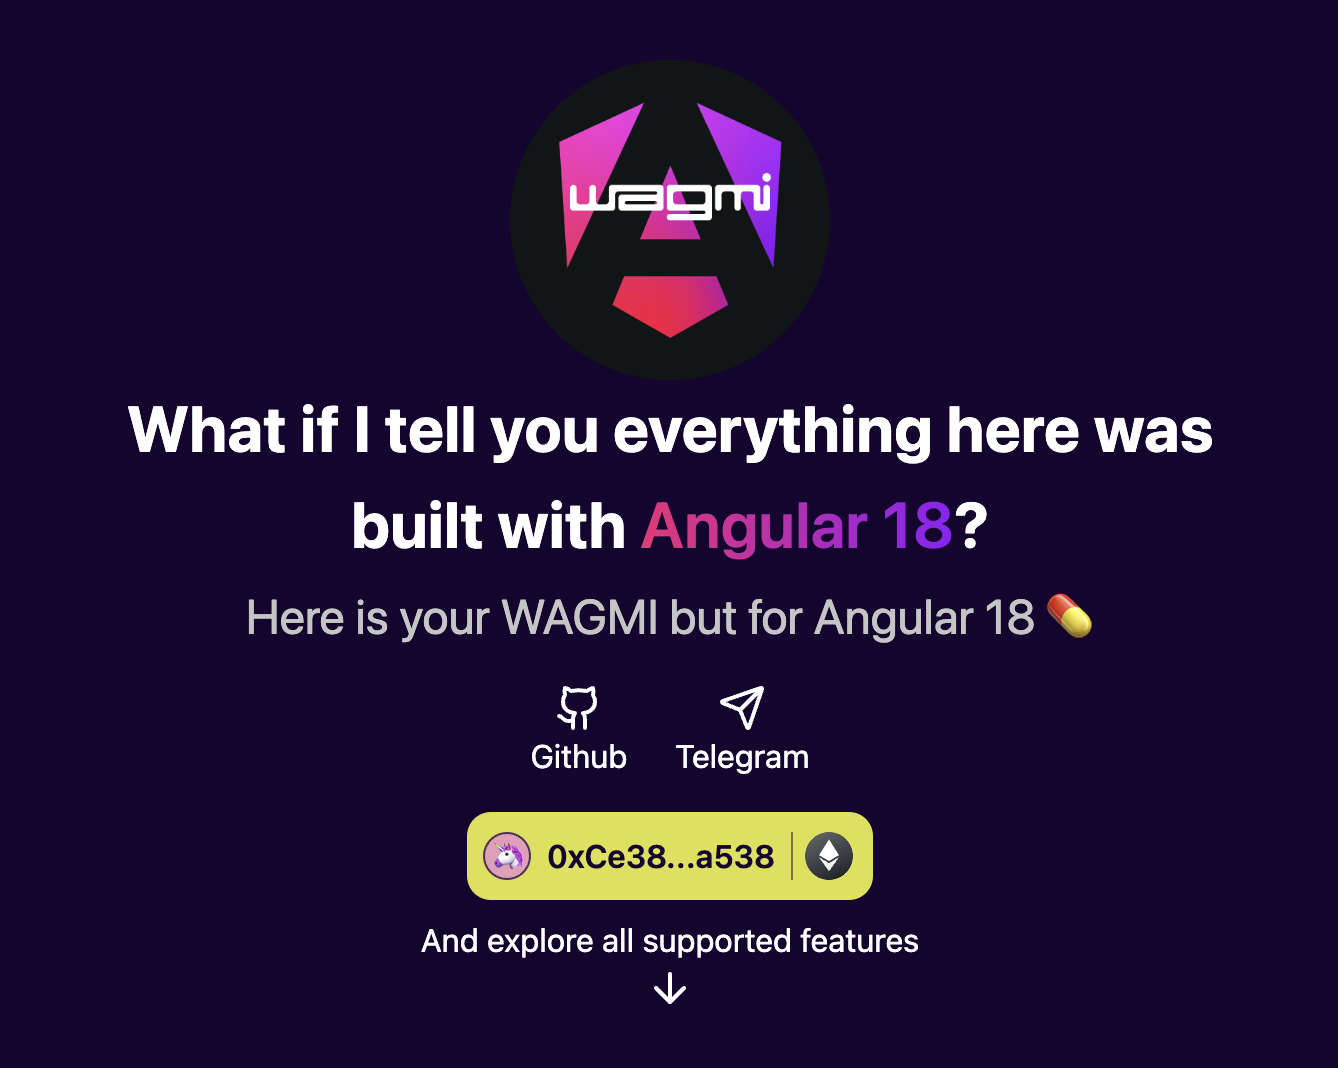 wagmi
What if I tell you everything here was
built with Angular 18?
Here is your WAGMI but for Angular 18 💊
Github Telegram
0xCe38...a538
And explore all supported features